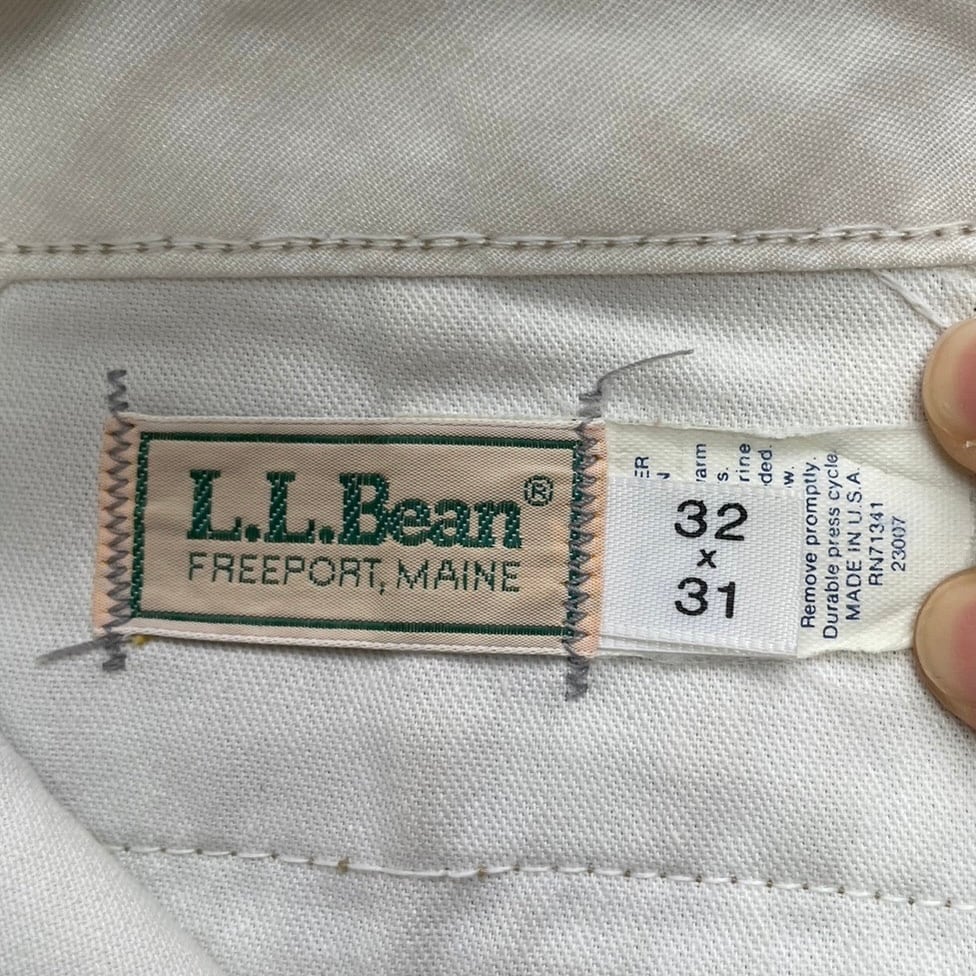 L.L.Bean®
FREEPORT, MAINE
32
x
31
Remove promptly.
Durable press cycle.
MADE IN U.S.A.
RN71341
23007